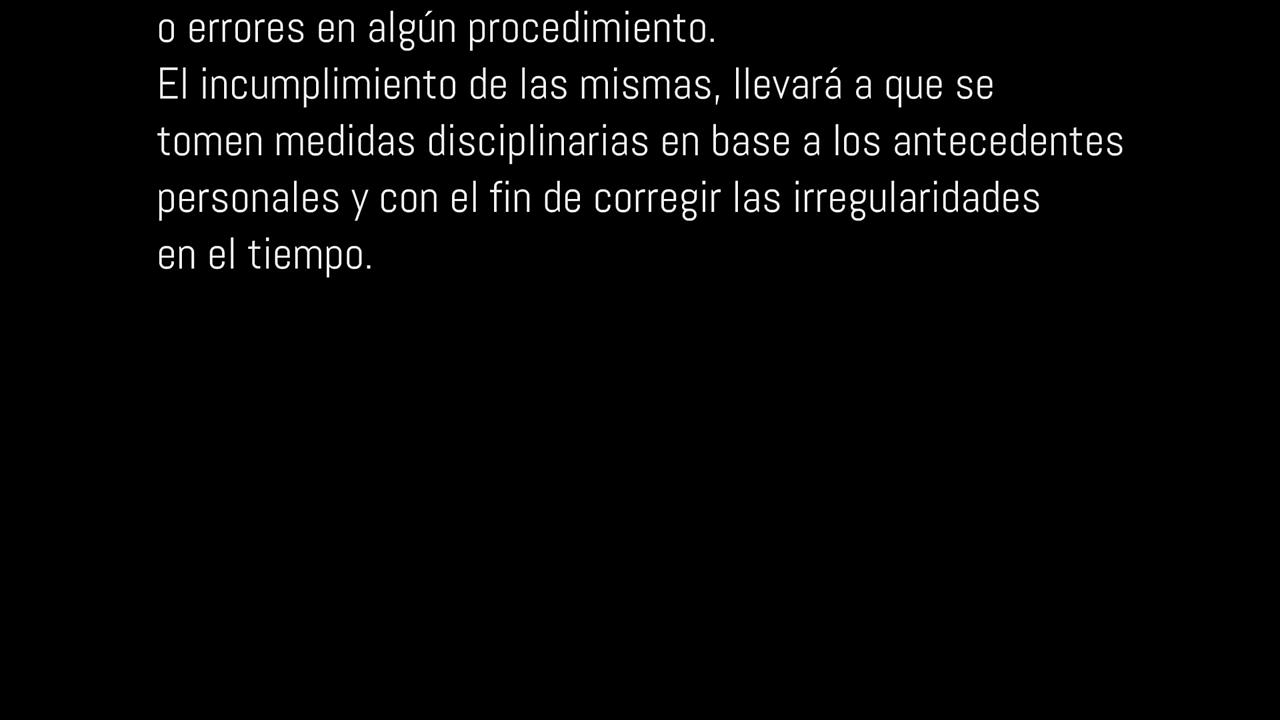 o errores en algún procedimiento.
El incumplimiento de las mismas, llevará a que se
tomen medidas disciplinarias en base a los antecedentes
personales y con el fin de corregir las irregularidades
en el tiempo.